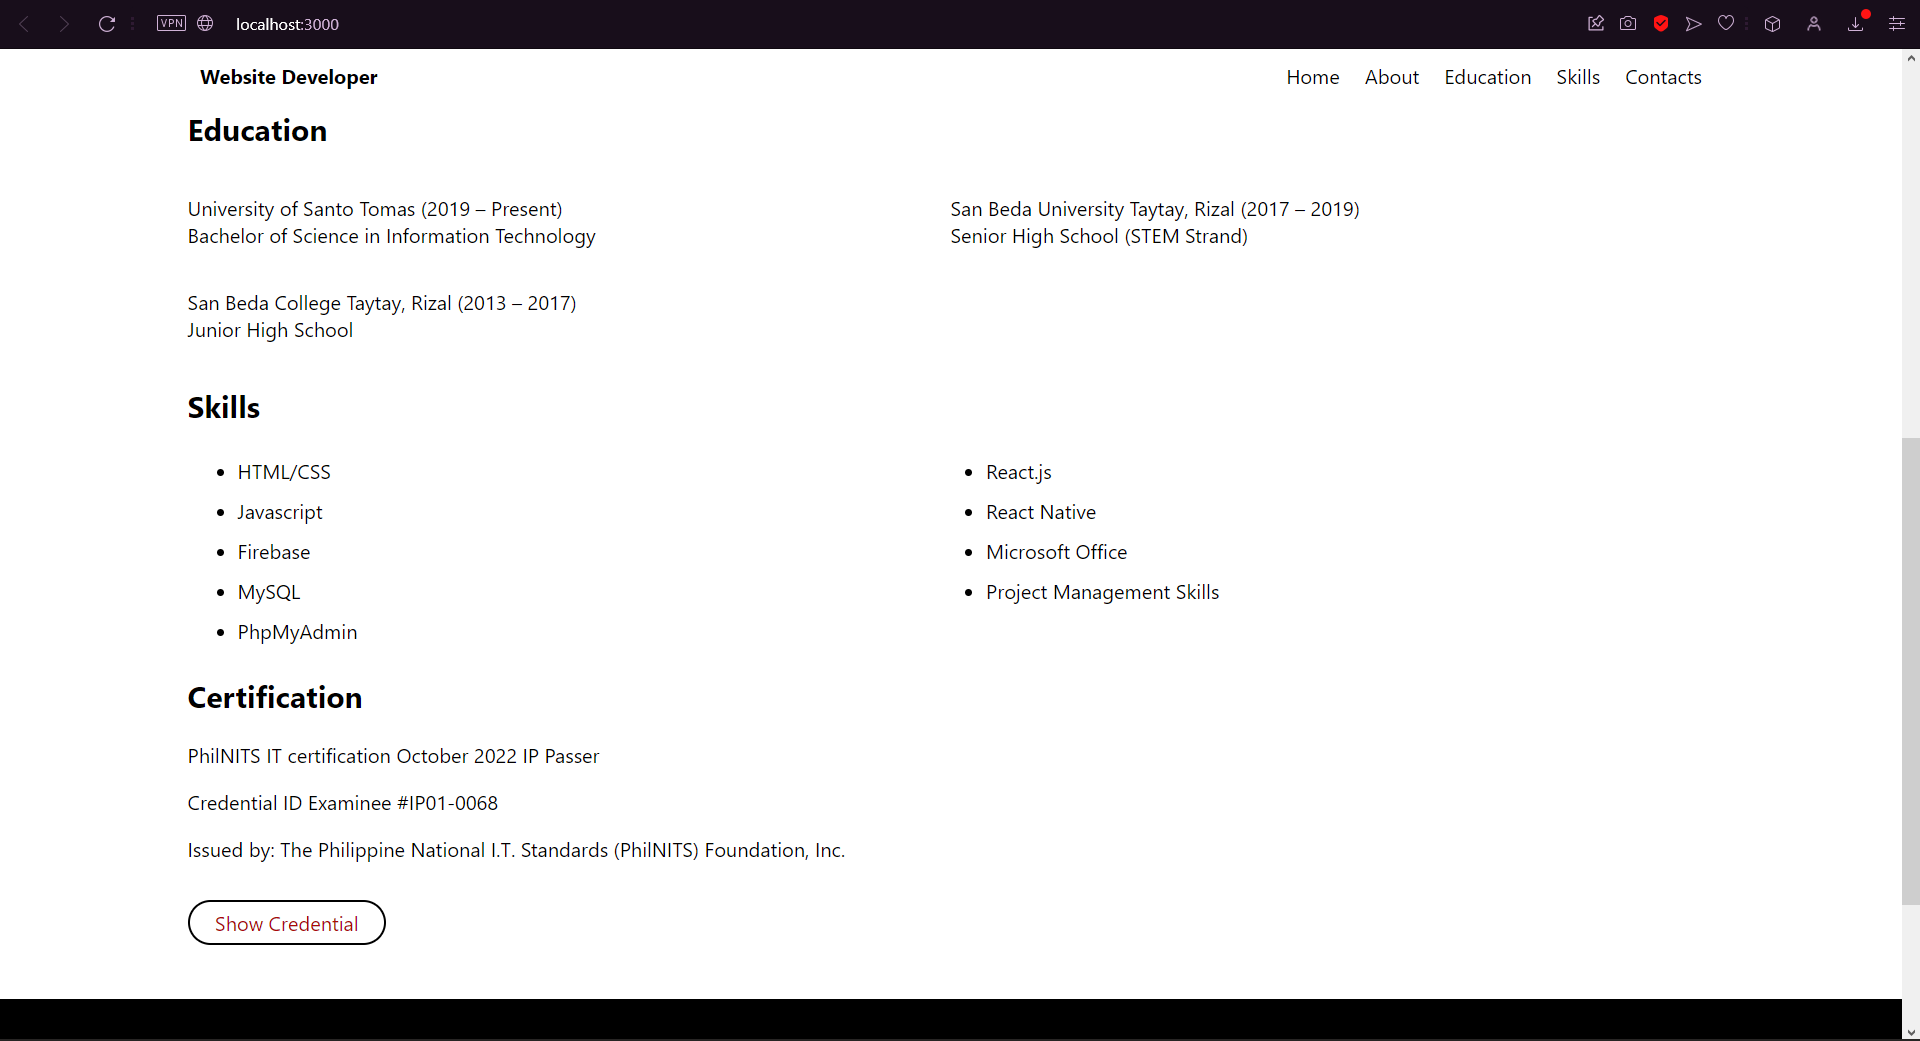 VPN
localhost:3000
Website Developer
Home About Education Skills Contacts
Education
University of Santo Tomas (2019 – Present)
Bachelor of Science in Information Technology
San Beda University Taytay, Rizal (2017 – 2019)
Senior High School (STEM Strand)
San Beda College Taytay, Rizal (2013 – 2017)
Junior High School
Skills
HTML/CSS
Javascript
Firebase
MySQL
PhpMyAdmin
React.js
React Native
Microsoft Office
Project Management Skills
Certification
PhilNITS IT certification October 2022 IP Passer
Credential ID Examinee #IP01-0068
Issued by: The Philippine National I.T. Standards (PhilNITS) Foundation, Inc.
Show Credential